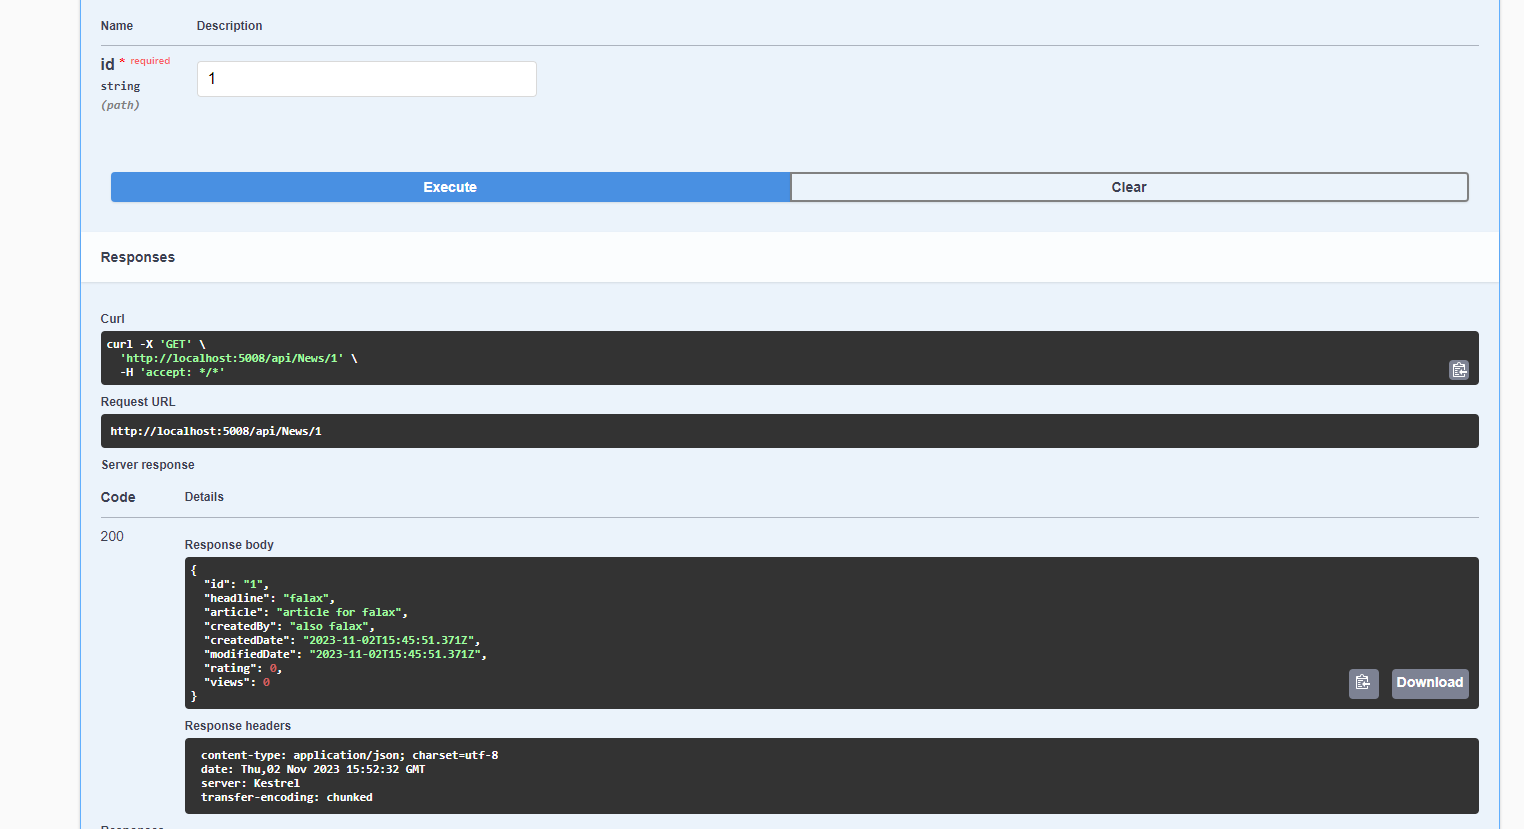 Name Description
id * required
string
(path)
1
Execute Clear
Responses
Curl
curl -X 'GET' \
  'http://localhost:5008/api/News/1' \
  -H 'accept: */*'
Request URL
http://localhost:5008/api/News/1
Server response
Code Details
200
Response body
{
  "id": "1",
  "headline": "falax",
  "article": "article for falax",
  "createdBy": "also falax",
  "createdDate": "2023-11-02T15:45:51.371Z",
  "modifiedDate": "2023-11-02T15:45:51.371Z",
  "rating": 0,
  "views": 0
}
Download
Response headers
content-type: application/json; charset=utf-8
date: Thu,02 Nov 2023 15:52:32 GMT
server: Kestrel
transfer-encoding: chunked
Responses